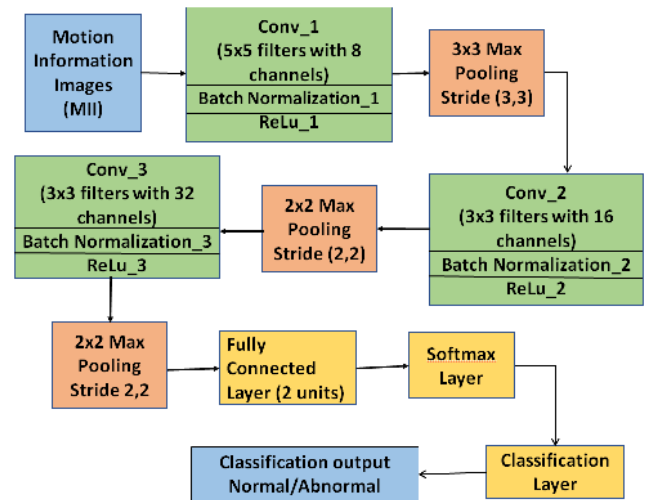 Motion
Information
Images
(MII)
Conv_1
(5x5 filters with 8
channels)
Batch Normalization_1
ReLu_1
3x3 Max
Pooling
Stride (3,3)
Conv_2
(3x3 filters with 16
channels)
Batch Normalization_2
ReLu_2
2x2 Max
Pooling
Stride (2,2)
Conv_3
(3x3 filters with 32
channels)
Batch Normalization_3
ReLu_3
2x2 Max
Pooling
Stride 2,2
Fully
Connected
Layer (2 units)
Softmax
Layer
Classification
Layer
Classification output
Normal/Abnormal